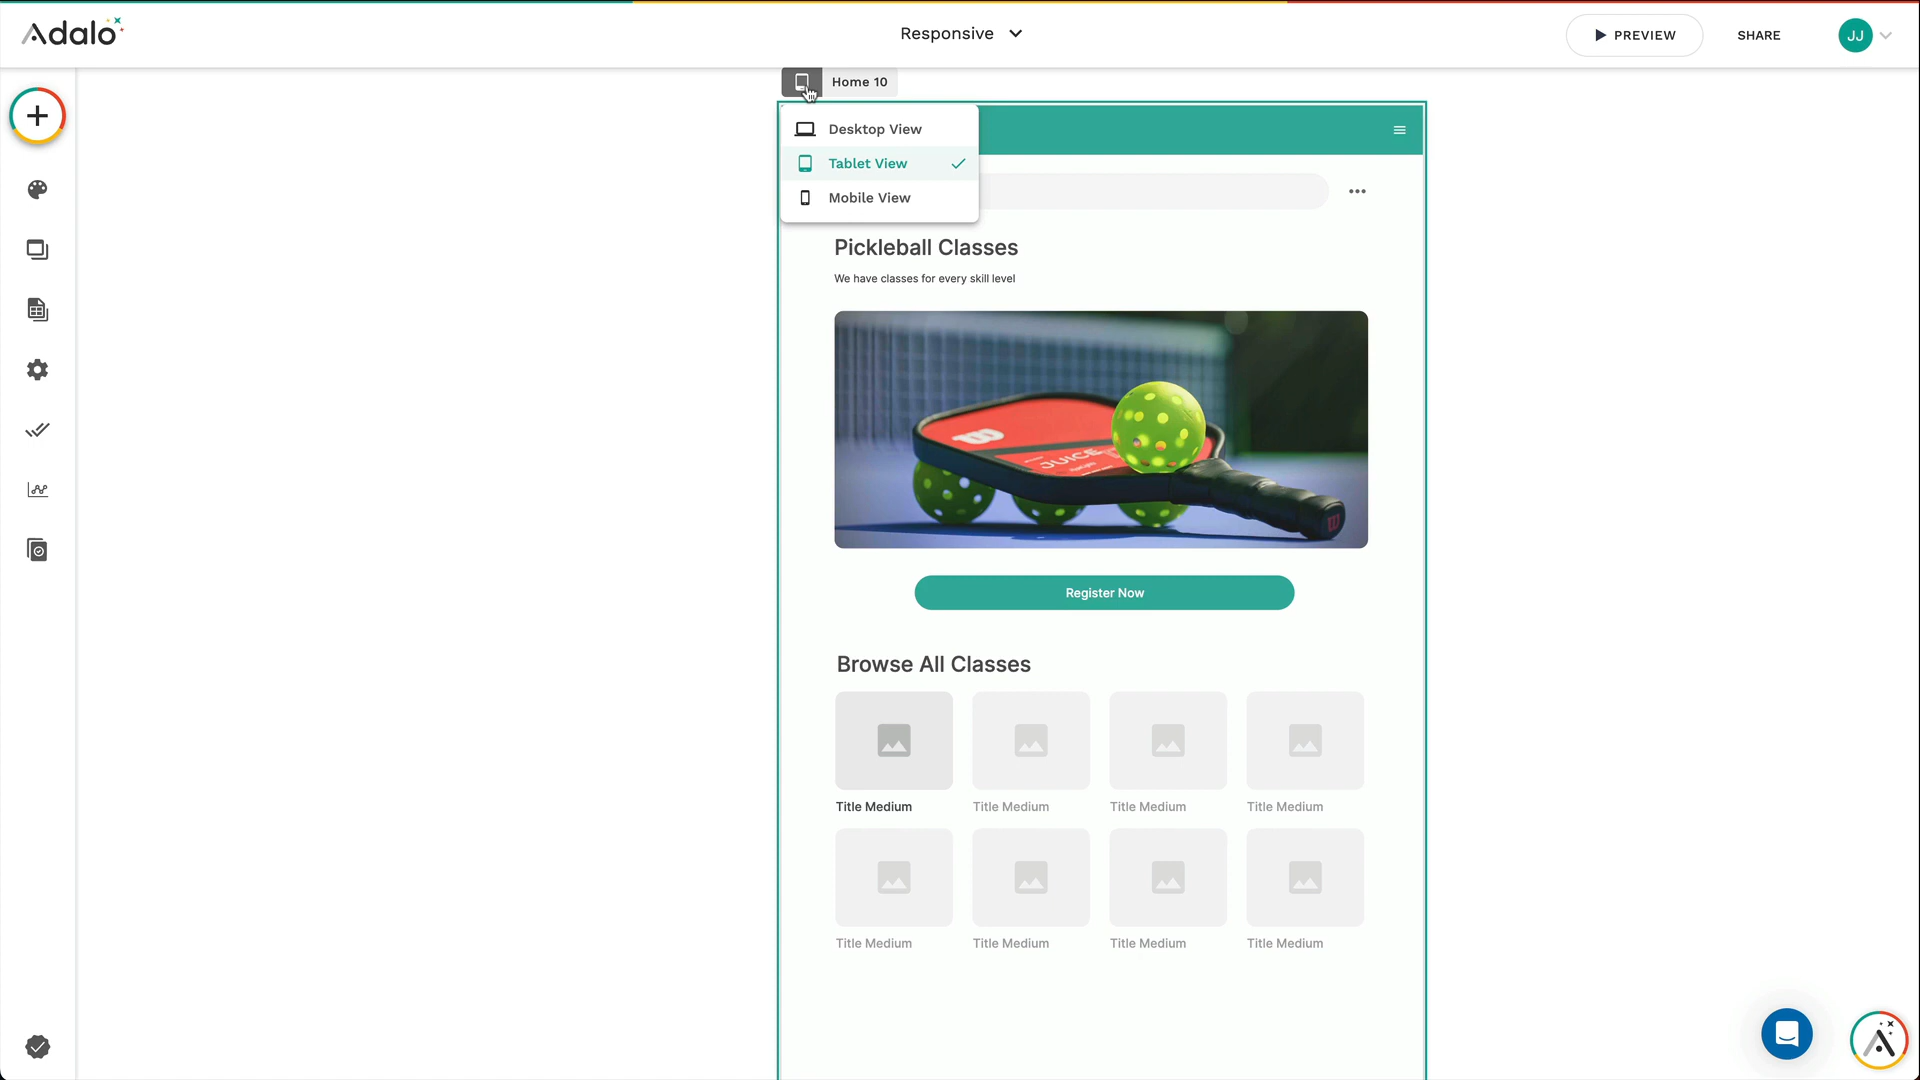 Adalo
Responsive
PREVIEW
SHARE
JJ
Home 10
Desktop View
Tablet View
Mobile View
Pickleball Classes
We have classes for every skill level
JUICE
Register Now
Browse All Classes
Title Medium
Title Medium
Title Medium
Title Medium
Title Medium
Title Medium
Title Medium
Title Medium